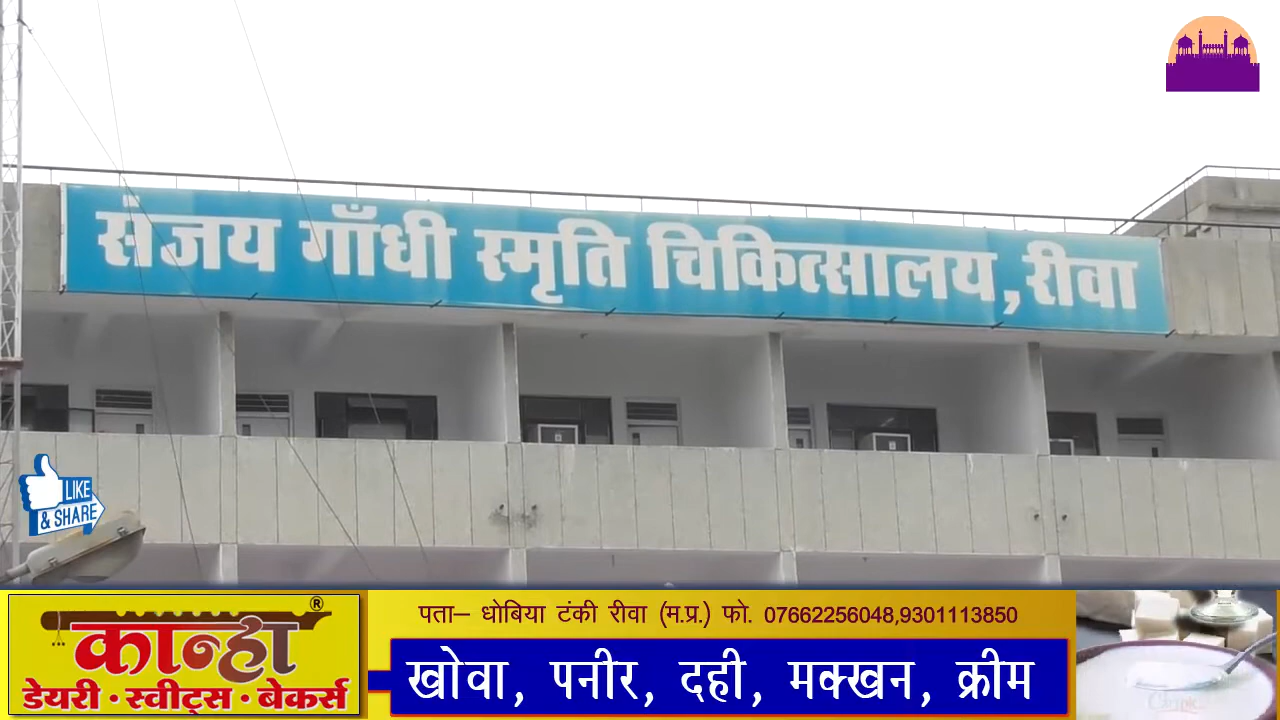 संजय गाँधी स्मृति चिकित्सालय, रीवा
LIKE
& SHARE
पता– धोबिया टंकी रीवा (म.प्र.) फो. 07662256048,9301113850
कान्हा ®
डेयरी • स्वीट्स • बेकर्स
खोवा, पनीर, दही, मक्खन, क्रीम